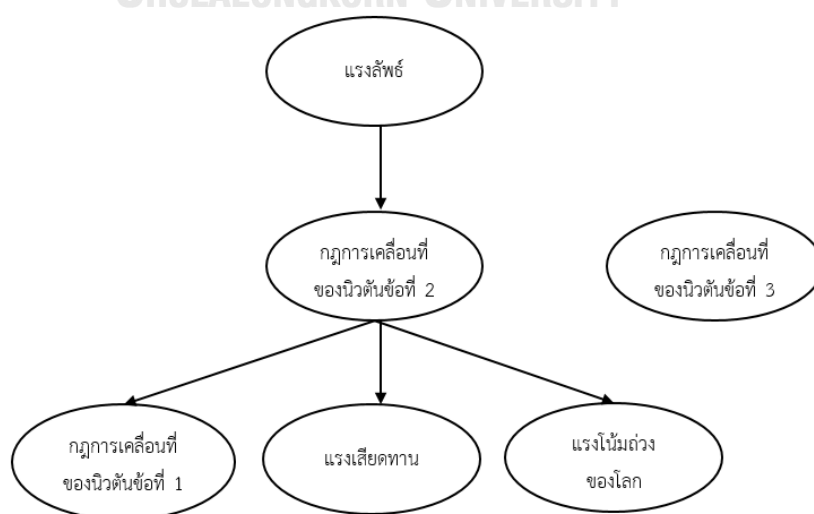 CHULALONGKORN UNIVERSITY
แรงลัพธ์
กฎการเคลื่อนที่
ของนิวตันข้อที่ 2
กฎการเคลื่อนที่
ของนิวตันข้อที่ 3
กฎการเคลื่อนที่
ของนิวตันข้อที่ 1
แรงเสียดทาน
แรงโน้มถ่วง
ของโลก